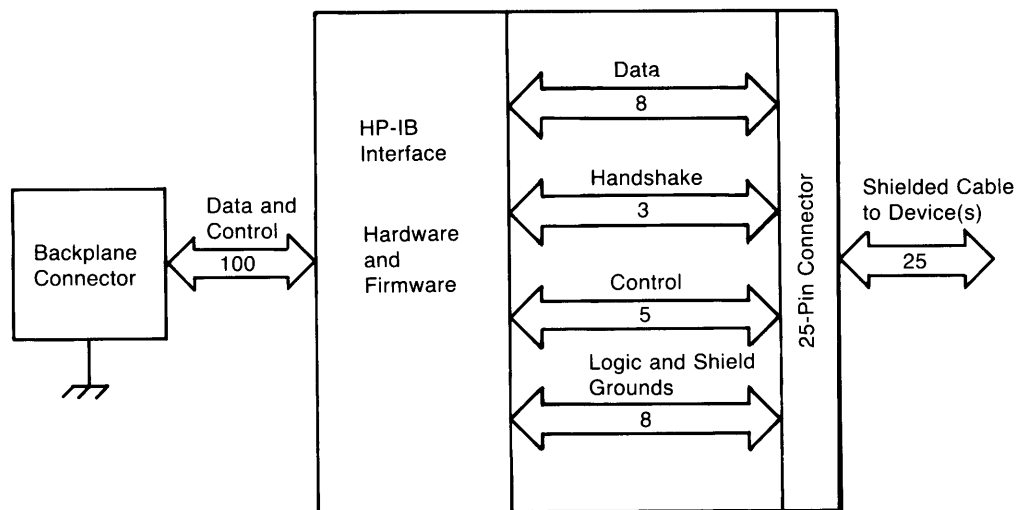 Backplane
Connector
Data and
Control
100
HP-IB
Interface
Hardware
and
Firmware
Data
8
Handshake
3
Control
5
Logic and Shield
Grounds
8
25-Pin Connector
Shielded Cable
to Device(s)
25